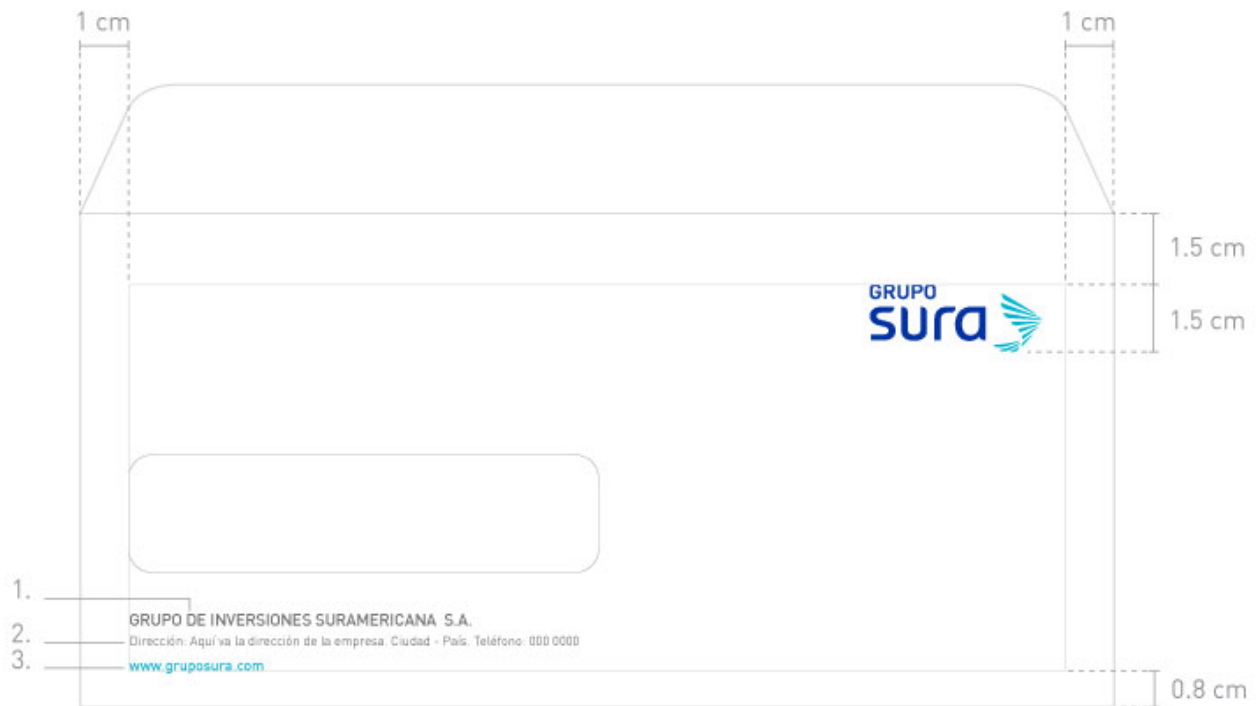 1 cm
1 cm
1.5 cm
GRUPO
sura
1.5 cm
1.
GRUPO DE INVERSIONES SURAMERICANA S.A.
2.
Dirección: Aquí va la dirección de la empresa. Ciudad - País. Teléfono: 000 0000
3.
www.gruposura.com
0.8 cm